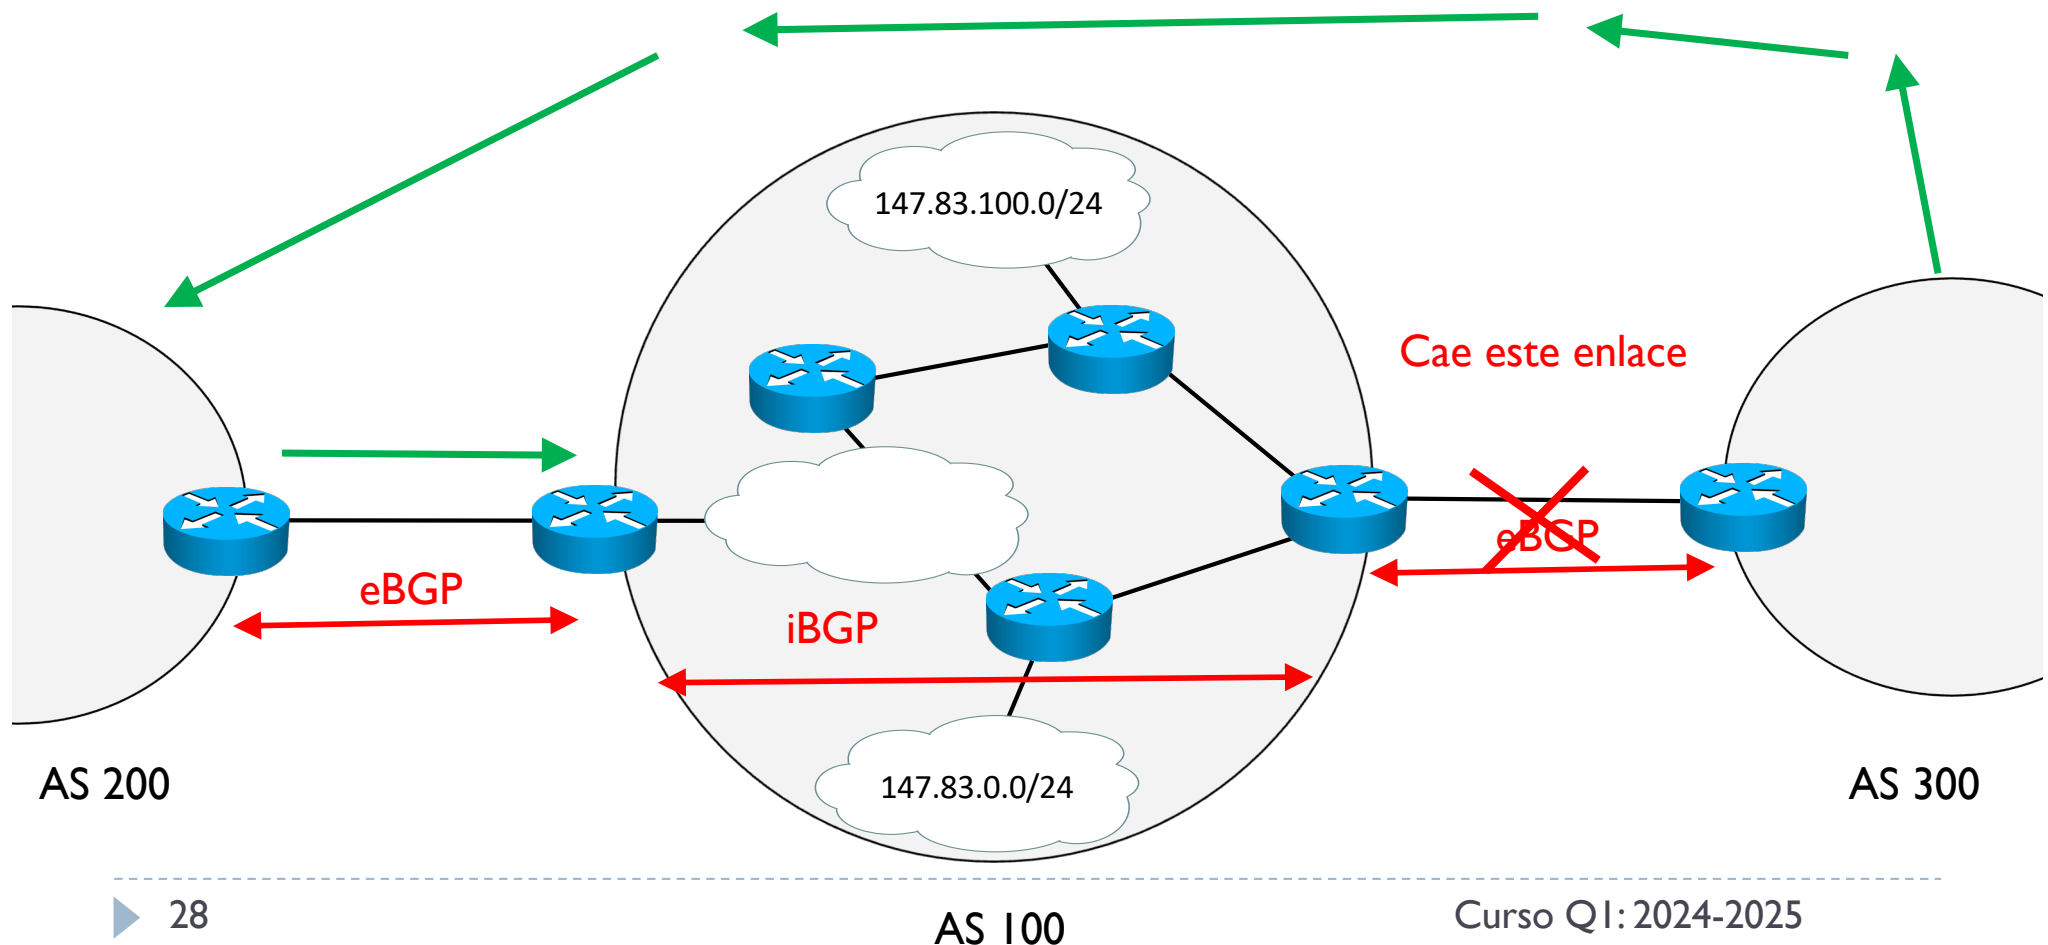 147.83.100.0/24
Cae este enlace
eBGP
eBGP
iBGP
147.83.0.0/24
AS 200
AS 300
28
AS 100
Curso Q1: 2024-2025